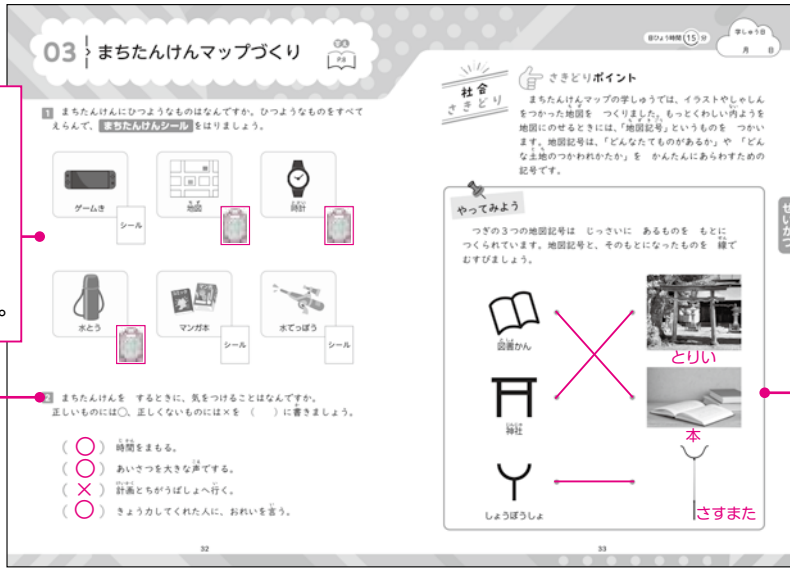 03 まちたんけんマップづくり
P.8
1 まちたんけんにひつようなものはなんですか。ひつようなものをすべて
えらんで、まちたんけんシールをはりましょう。
ゲームき
シール
地図
時計
水とう
マンガ本
シール
水てっぽう
シール
。
2 まちたんけんを するときに、気をつけることはなんですか。
正しいものには○、正しくないものには×を( )に書きましょう。
(○) 時間をまもる。
(○) あいさつを大きな声でする。
(×) 計画とちがうばしょへ行く。
(○) きょう力してくれた人に、おれいを言う。
32
目ひょう時間 15 分
学しゅう日
月 日
社会
さきどり
さきどりポイント
まちたんけんマップの学しゅうでは、イラストやしゃしん
をつかった地図を つくりました。もっとくわしい内ようを
地図にのせるときには、「地図記号」というものを つかい
ます。地図記号は、「どんなたてものがあるか」や 「どん
な土地のつかわれかたか」を かんたんにあらわすための
記号です。
やってみよう
つぎの3つの地図記号は じっさいに あるものを もとに
つくられています。地図記号と、そのもとになったものを 線で
むすびましょう。
図書かん
とりい
神社
本
しょうぼうしょ
さすまた
33
せいかつ